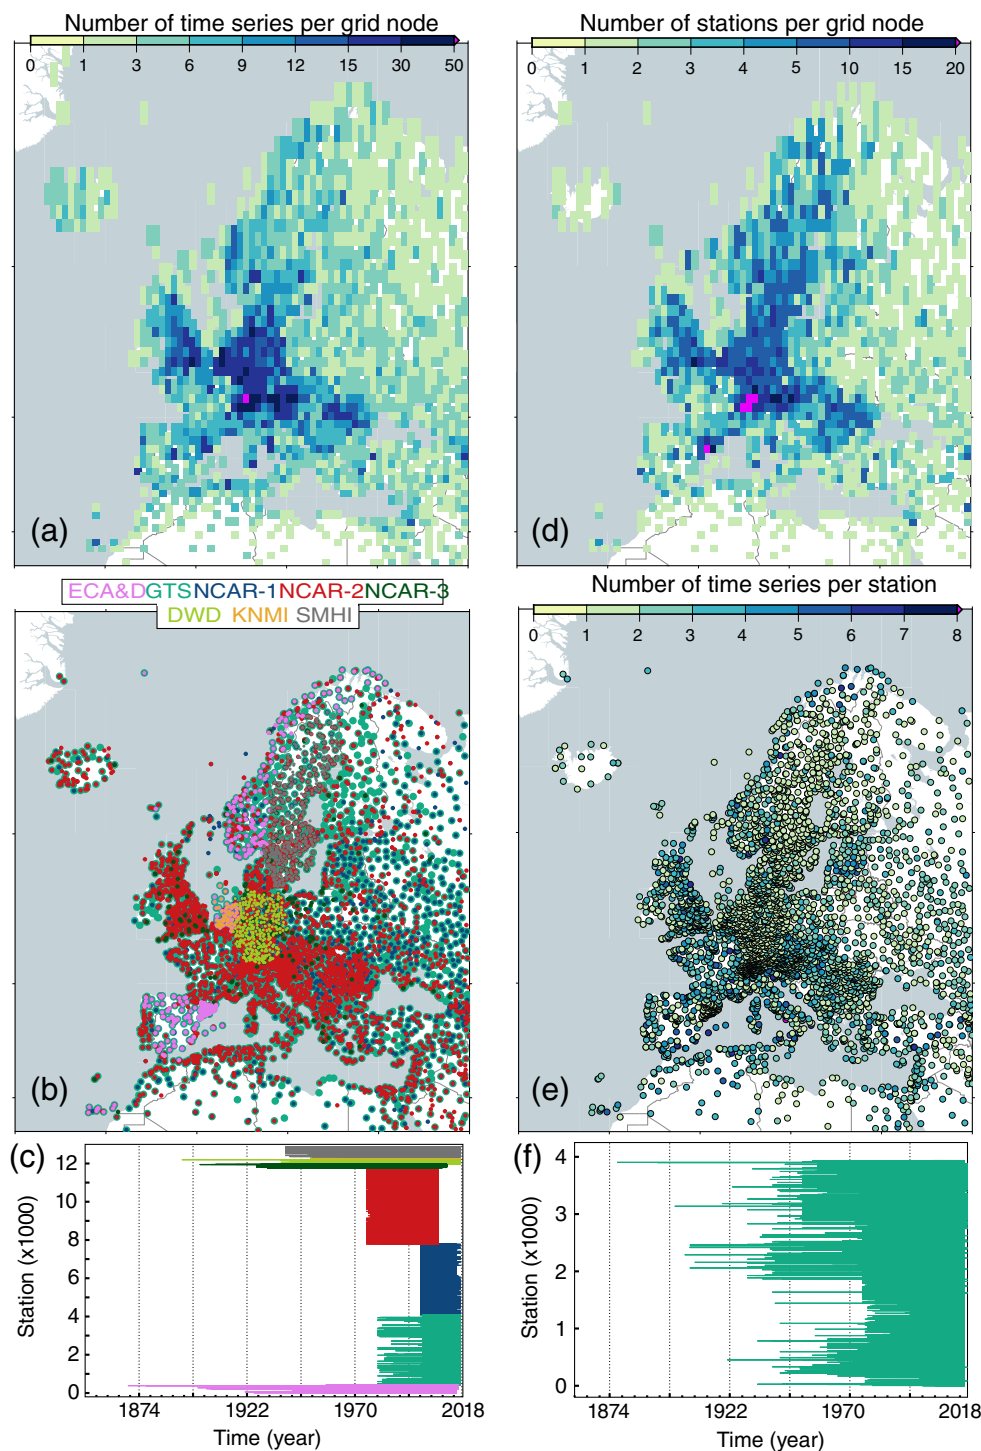 Number of time series per grid node
0 1 3 6 9 12 15 30 50
(a)
Number of stations per grid node
0 1 2 3 4 5 10 15 20
(d)
ECA&D GTS NCAR-1 NCAR-2 NCAR-3
DWD KNMI SMHI
(b)
Number of time series per station
0 1 2 3 4 5 6 7 8
(e)
(c)
Station (x1000)
12
10
8
6
4
2
0
1874 1922 1970 2018
Time (year)
(f)
Station (x1000)
4
3
2
1
0
1874 1922 1970 2018
Time (year)